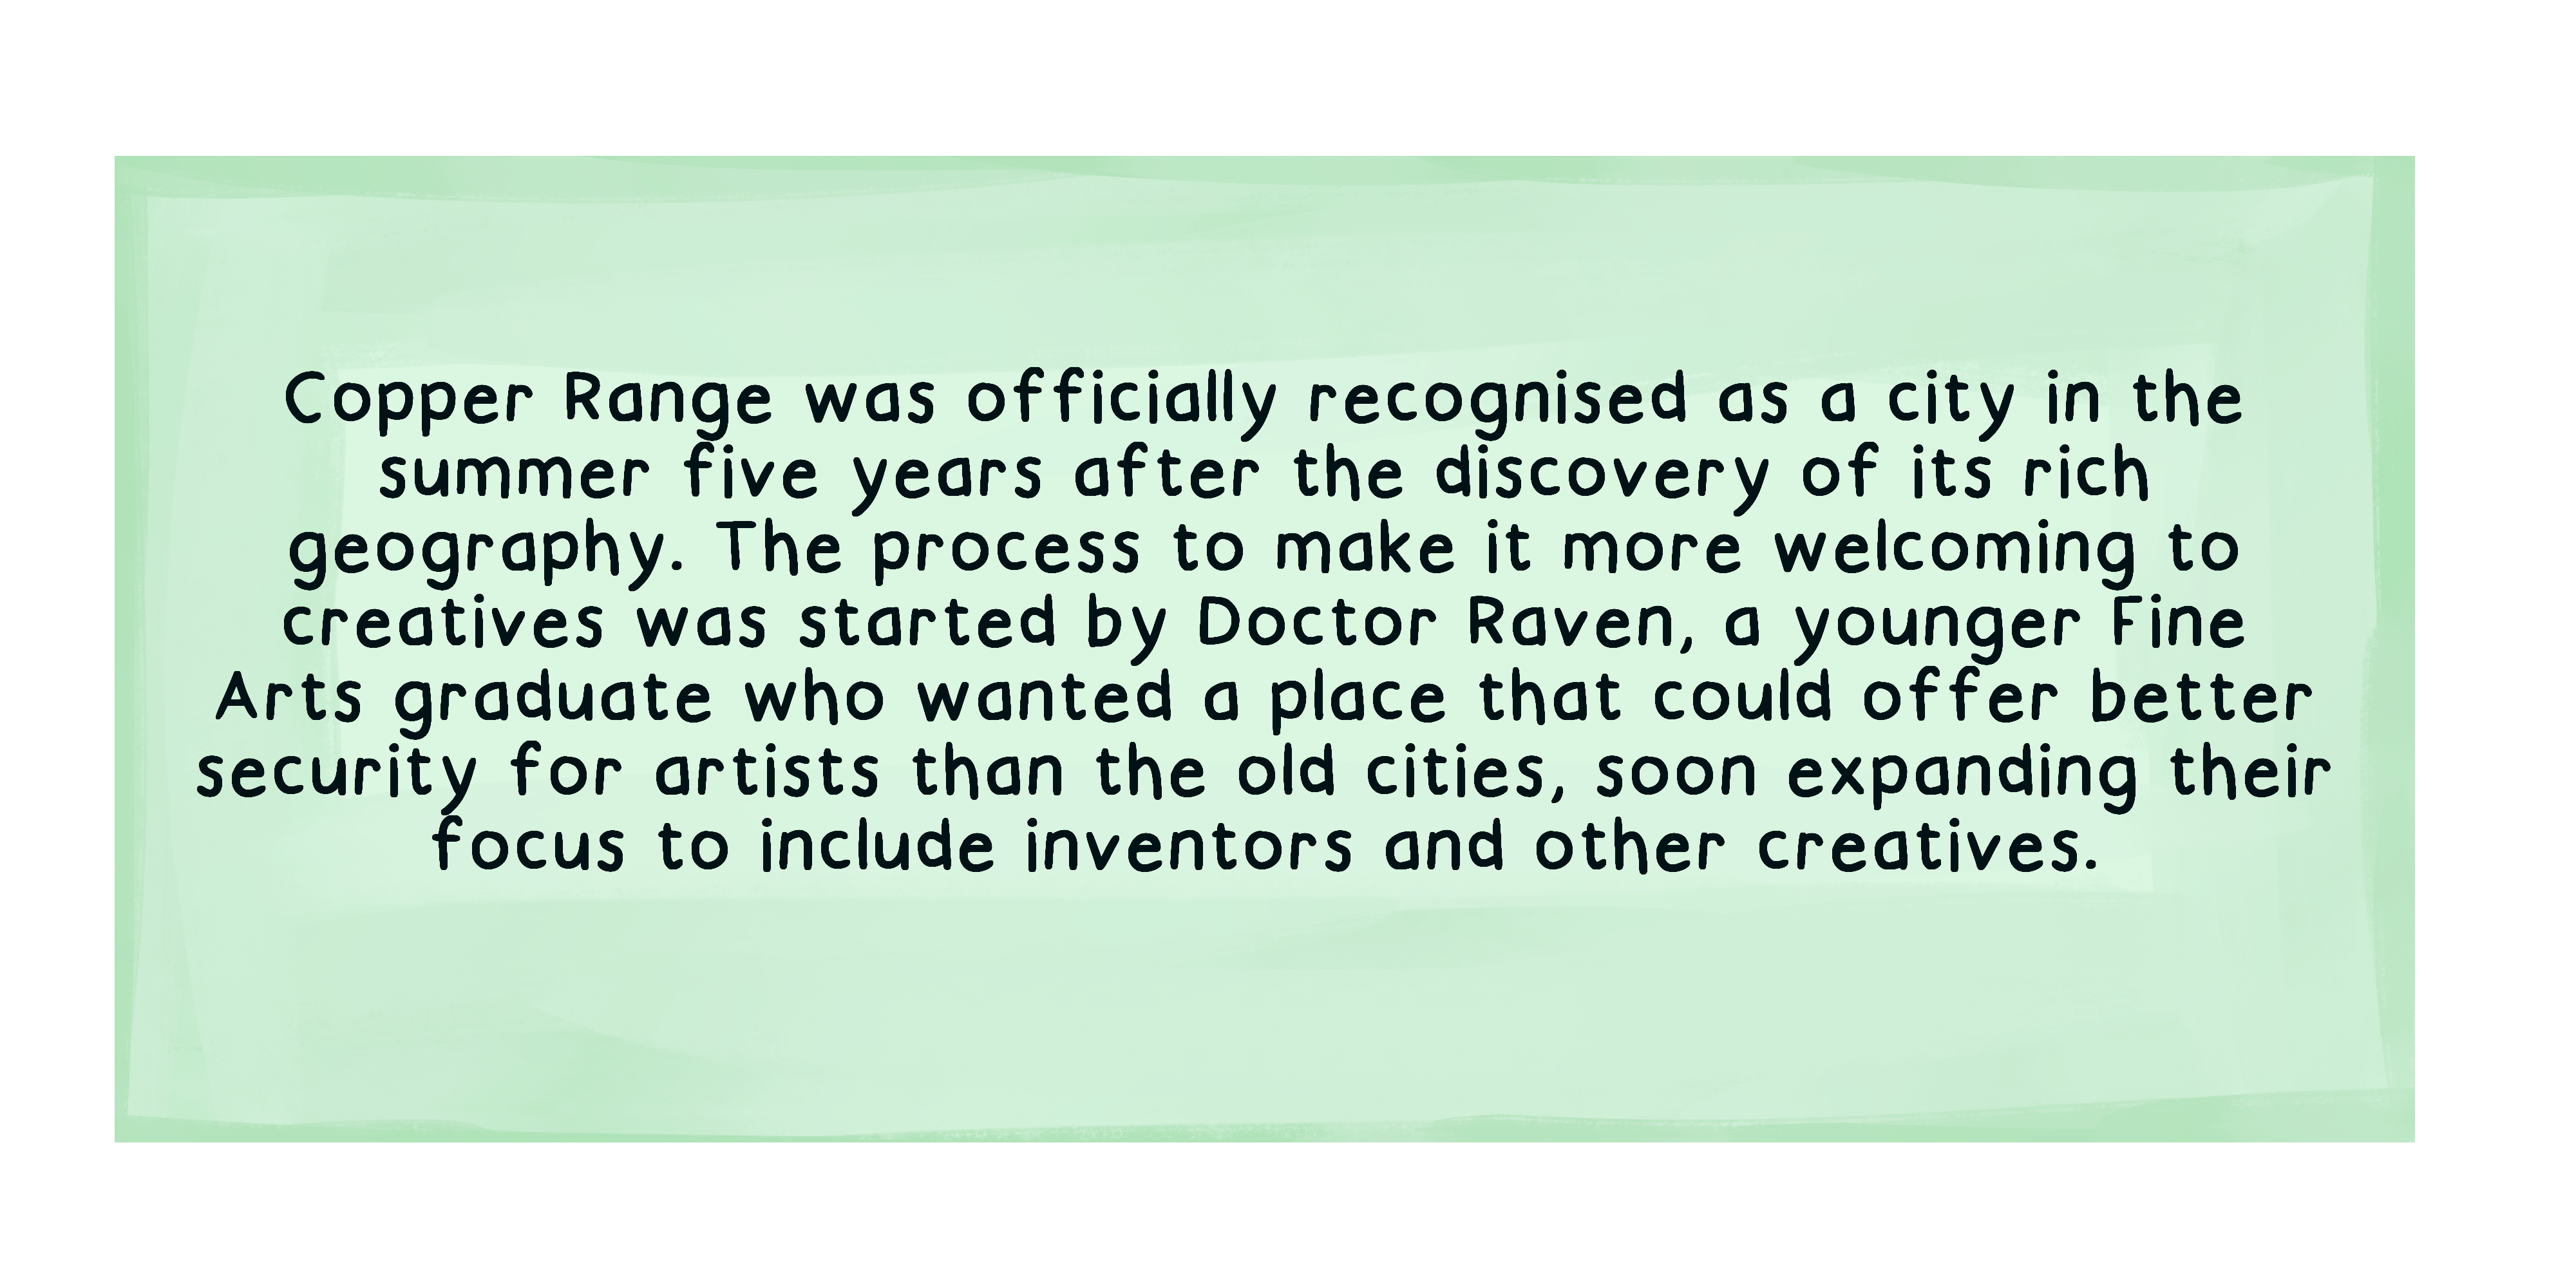 Copper Range was officially recognised as a city in the
summer five years after the discovery of its rich
geography. The process to make it more welcoming to
creatives was started by Doctor Raven, a younger Fine
Arts graduate who wanted a place that could offer better
security for artists than the old cities, soon expanding their
focus to include inventors and other creatives.